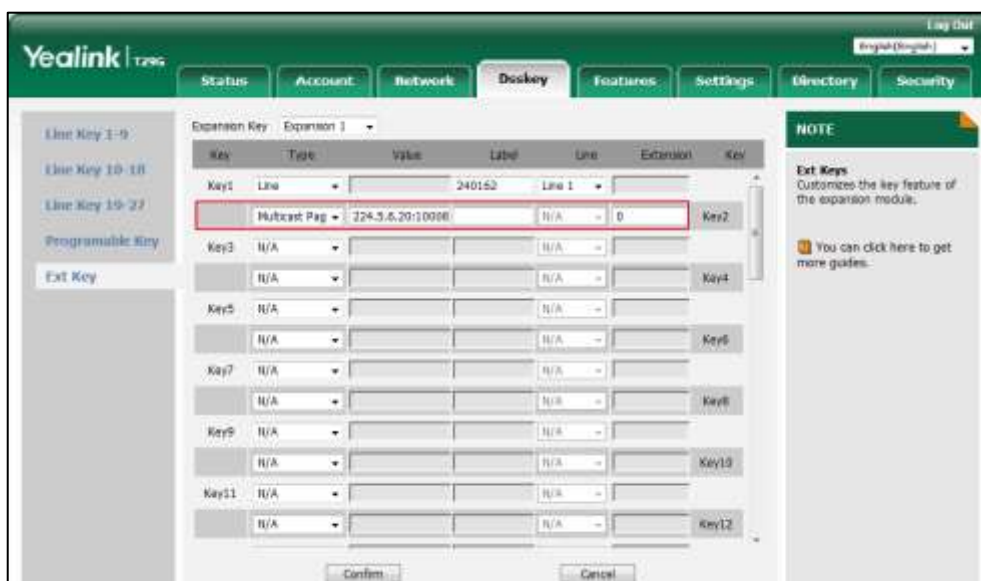 Log Out
English(English)
Yealink T29G
Status Account Network Dsskey Features Settings Directory Security
Line Key 1-9
Line Key 10-18
Line Key 19-27
Programable Key
Ext Key
Expansion Key Expansion 1
Key Type Value Label Line Extension Key
Key1 Line 240162 Line 1
Multicast Pag 224.5.6.20:10008 N/A 0 Key2
Key3 N/A N/A
N/A N/A Key4
Key5 N/A N/A
N/A N/A Key6
Key7 N/A N/A
N/A N/A Key8
Key9 N/A N/A
N/A N/A Key10
Key11 N/A N/A
N/A N/A Key12
Confirm Cancel
NOTE
Ext Keys
Customizes the key feature of
the expansion module.
You can click here to get
more guides.